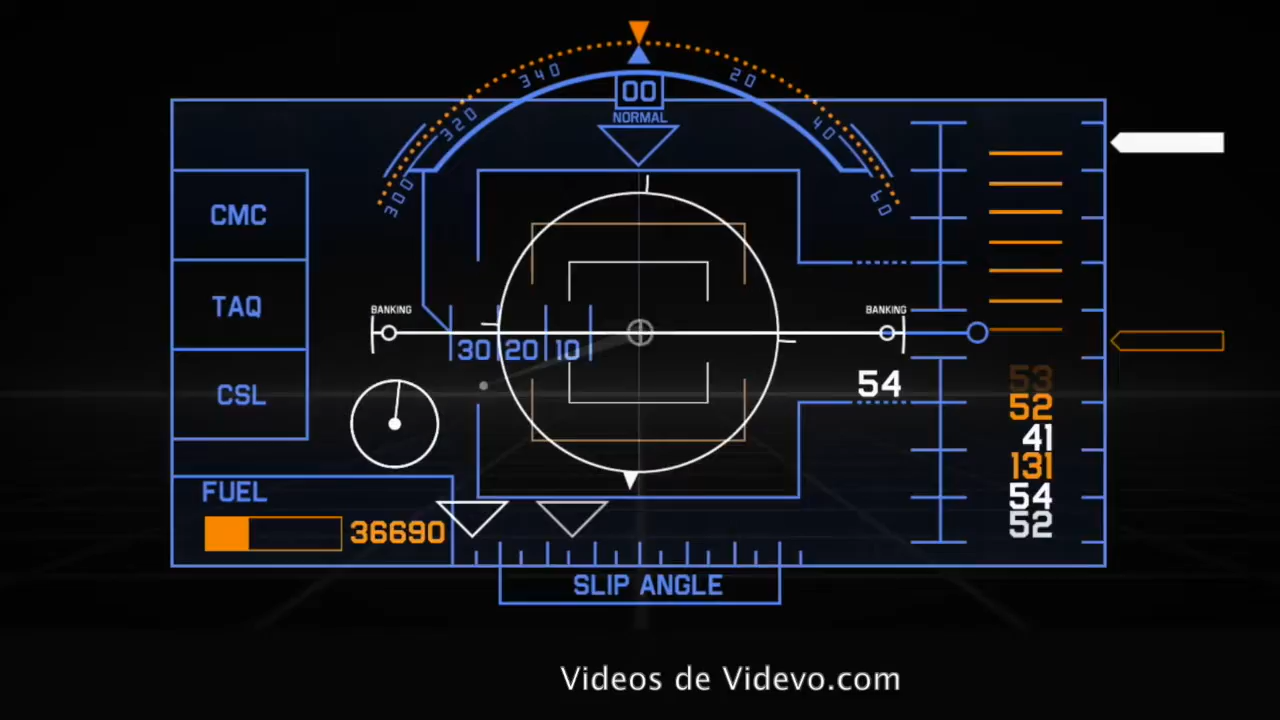 340
20
00
320
NORMAL
40
300
60
CMC
TAQ
BANKING
BANKING
30 20 10
54
53
52
CSL
41
131
54
52
FUEL
36690
SLIP ANGLE
Videos de Videvo.com